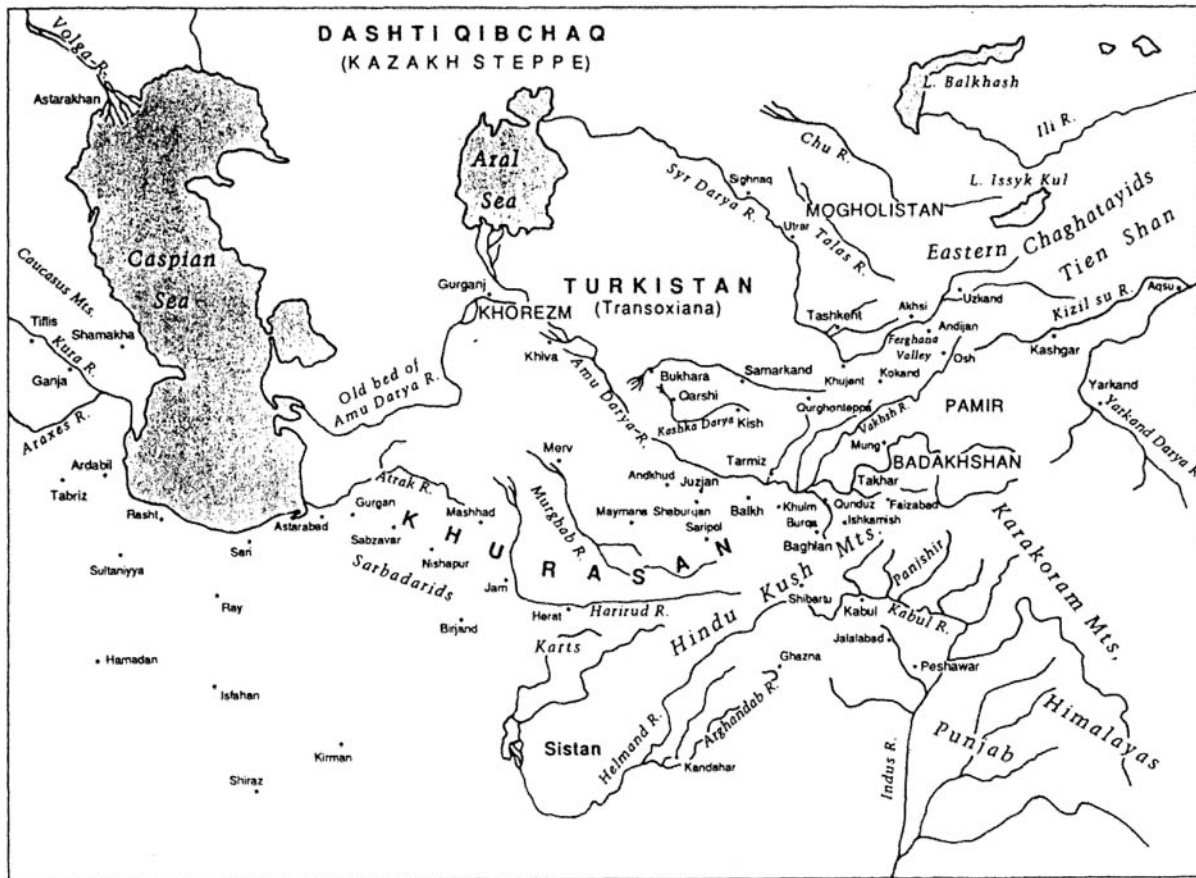 DASHTI QIBCHAQ
(KAZAKH STEPPE)
Volga R.
Astarakhan
L. Balkhash
Ili R.
Chu R.
Aral
Sea
Sighnaq
Syr Darya R.
L. Issyk Kul
MOGHOLISTAN
Utrar
Talas R.
Eastern Chaghatayids
Tien Shan
Caspian
Sea
Caucasus Mts.
Tiflis
Shamakha
Kura R.
Ganja
Araxes R.
Gurganj
KHOREZM
TURKISTAN
(Transoxiana)
Khiva
Old bed of
Amu Darya R.
Amu Darya R.
Tashkent
Akhsi
Uzkand
Andijan
Ferghana
Valley
Osh
Kizil su R.
Aqsu
Kashgar
Khujant
Kokand
Bukhara
Samarkand
Qarshi
Kashka Darya
Kish
Qurghonteppa
Vakhsh R.
PAMIR
Yarkand
Yarkand Darya R.
Mung
BADAKHSHAN
Ardabil
Tabriz
Rasht
Sari
Astarabad
Atrak R.
Gurgan
Mashhad
Sabzavar
Nishapur
Sarbadarids
Jam
Merv
Murghab R.
Andkhud
Juzjan
Tarmiz
Takhar
Maymana
Shaburqan
Balkh
Khulm
Qunduz
Faizabad
Saripol
Burqa
Ishkamish
Baghlan
KHURASAN
Karakoram Mts.
Sultaniyya
Ray
Birjand
Herat
Harirud R.
Hindu Kush Mts.
Shibartu
Panjshir
Kabul
Kabul R.
Karts
Jalalabad
Ghazna
Peshawar
Hamadan
Isfahan
Kirman
Shiraz
Sistan
Helmand R.
Arghandab R.
Kandahar
Indus R.
Punjab
Himalayas